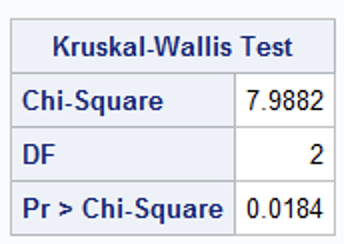 Kruskal-Wallis Test
Chi-Square 7.9882
DF 2
Pr > Chi-Square 0.0184